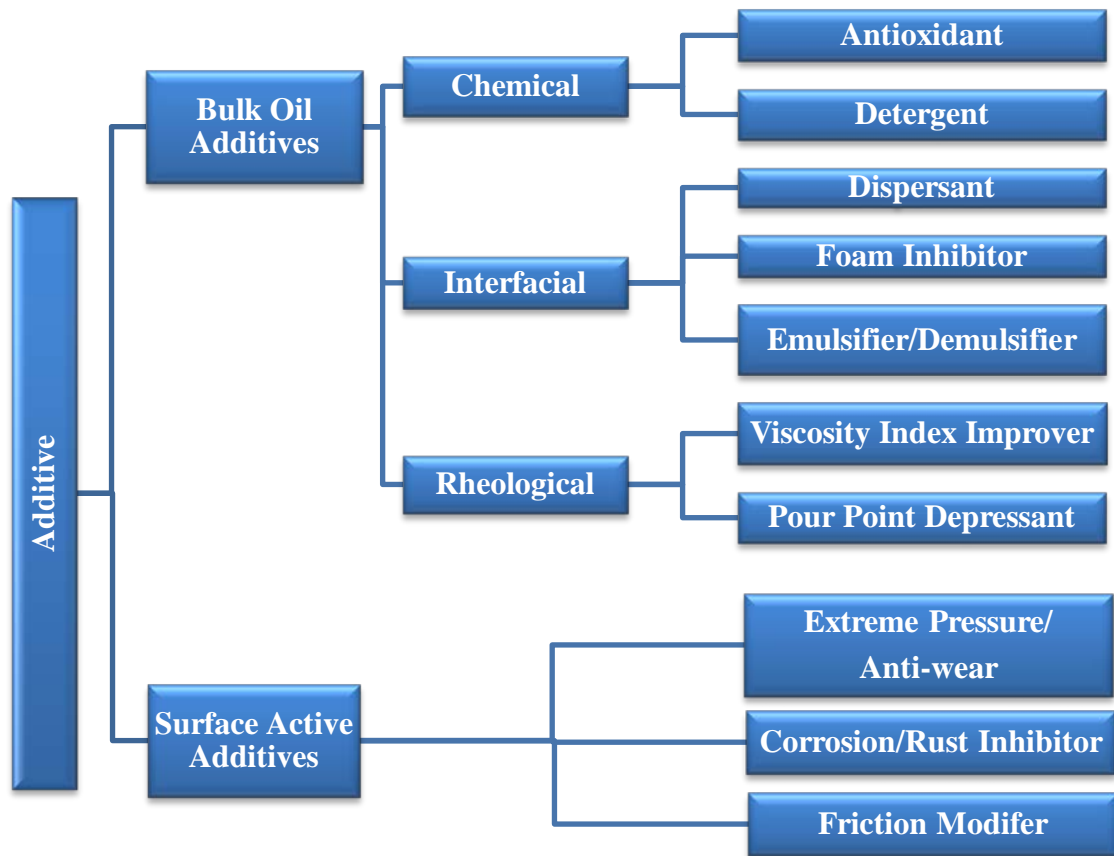 Additive
Bulk Oil
Additives
Chemical
Antioxidant
Detergent
Interfacial
Dispersant
Foam Inhibitor
Emulsifier/Demulsifier
Rheological
Viscosity Index Improver
Pour Point Depressant
Surface Active
Additives
Extreme Pressure/
Anti-wear
Corrosion/Rust Inhibitor
Friction Modifer